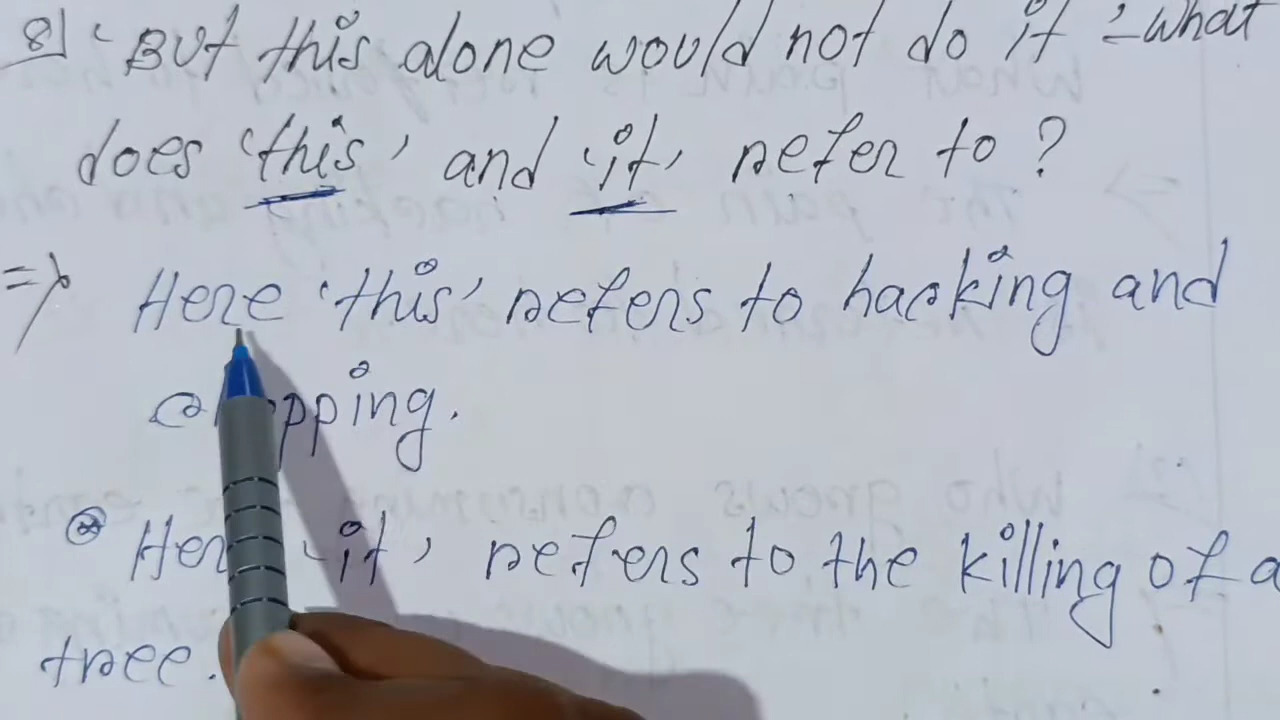 8) 'But this alone would not do it'-what
does 'this' and 'it' refer to?
=> Here 'this' refers to hacking and
chopping.
Here 'it' refers to the killing of a
tree.